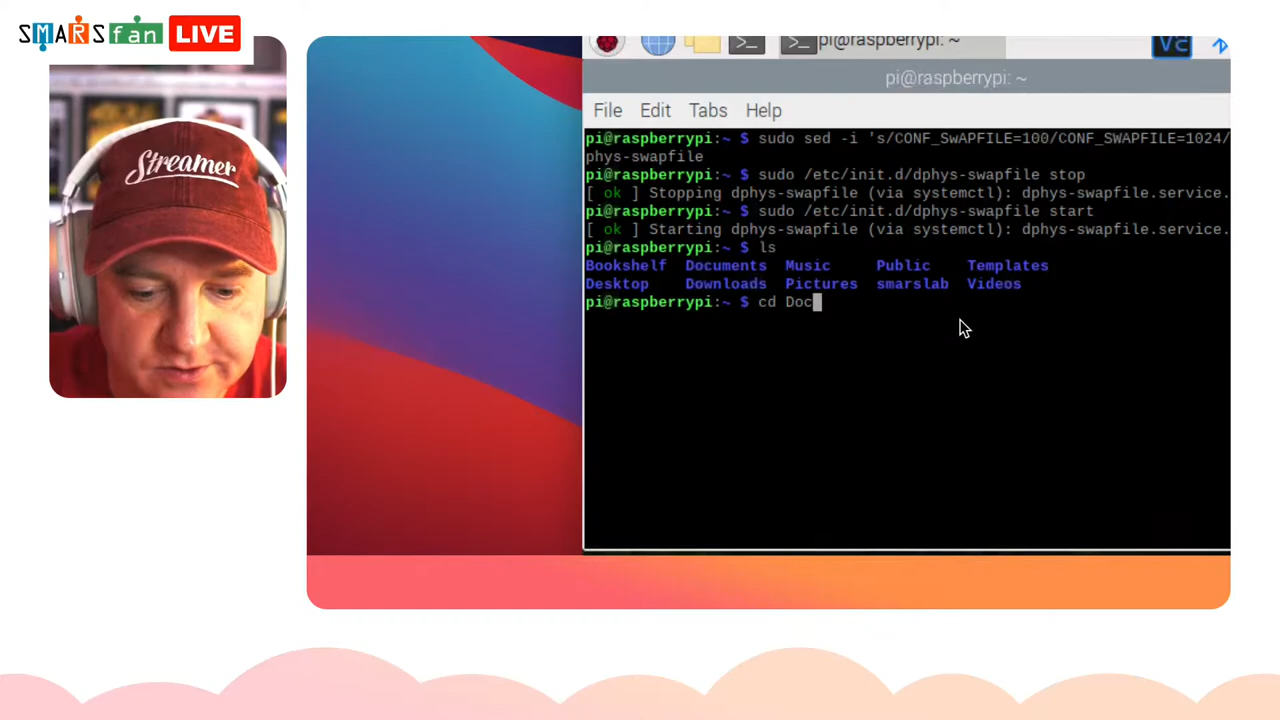 SMARS fan LIVE
Streamer
pi@raspberrypi: ~
pi@raspberrypi: ~
File Edit Tabs Help
pi@raspberrypi:~ $ sudo sed -i 's/CONF_SwAPFILE=100/CONF_SWAPFILE=1024/
phys-swapfile
pi@raspberrypi:~ $ sudo /etc/init.d/dphys-swapfile stop
[ ok ] Stopping dphys-swapfile (via systemctl): dphys-swapfile.service.
pi@raspberrypi:~ $ sudo /etc/init.d/dphys-swapfile start
[ ok ] Starting dphys-swapfile (via systemctl): dphys-swapfile.service.
pi@raspberrypi:~ $ ls
Bookshelf Documents Music Public Templates
Desktop Downloads Pictures smarslab Videos
pi@raspberrypi:~ $ cd Doc